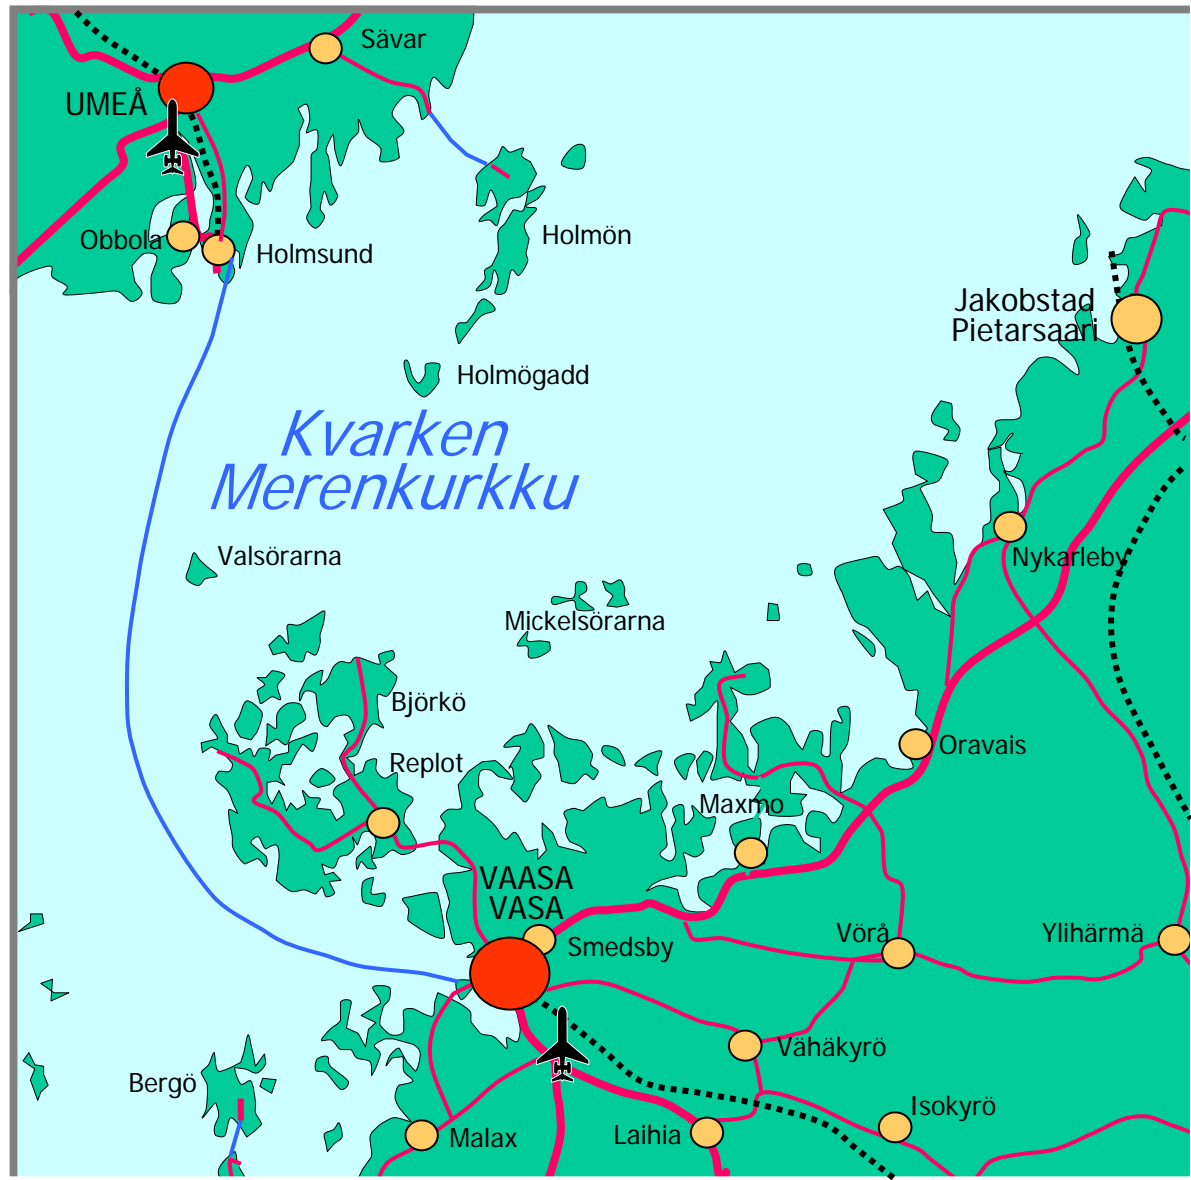 Sävar
UMEÅ
Obbola
Holmsund
Holmön
Jakobstad
Pietarsaari
Holmögadd
Kvarken
Merenkurkku
Valsörarna
Nykarleby
Mickelsörarna
Björkö
Oravais
Replot
Maxmo
VAASA
VASA
Smedsby
Vörå
Ylihärmä
Vähäkyrö
Bergö
Isokyrö
Malax
Laihia